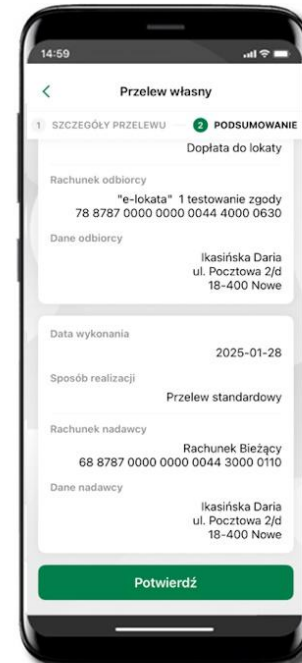 14:59
Przelew własny
1 SZCZEGÓŁY PRZELEWU 2 PODSUMOWANIE
Dopłata do lokaty
Rachunek odbiorcy
"e-lokata" 1 testowanie zgody
78 8787 0000 0000 0044 4000 0630
Dane odbiorcy
Ikasińska Daria
ul. Pocztowa 2/d
18-400 Nowe
Data wykonania
2025-01-28
Sposób realizacji
Przelew standardowy
Rachunek nadawcy
Rachunek Bieżący
68 8787 0000 0000 0044 3000 0110
Dane nadawcy
Ikasińska Daria
ul. Pocztowa 2/d
18-400 Nowe
Potwierdź